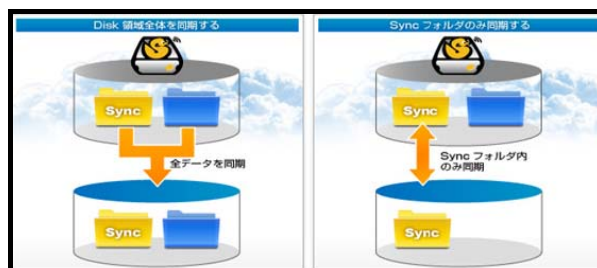 Disk 領域全体を同期する
Sync
全データを同期
Sync
Sync フォルダのみ同期する
Sync
Sync フォルダ内
のみ同期
Sync